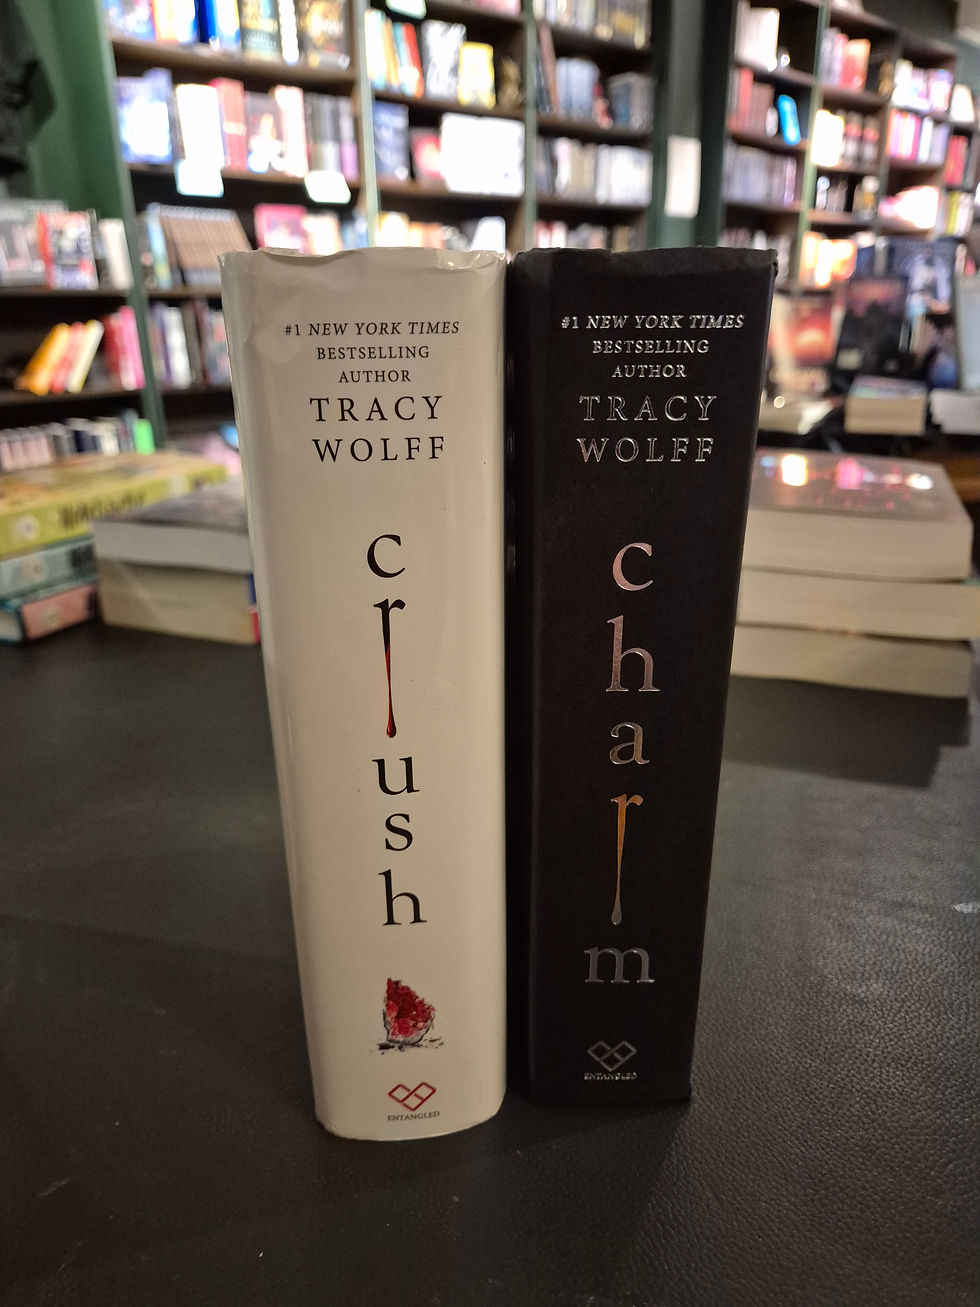 #1 NEW YORK TIMES
BESTSELLING
AUTHOR
TRACY
WOLFF
crush
ENTANGLED
#1 NEW YORK TIMES
BESTSELLING
AUTHOR
TRACY
WOLFF
charm
ENTANGLED